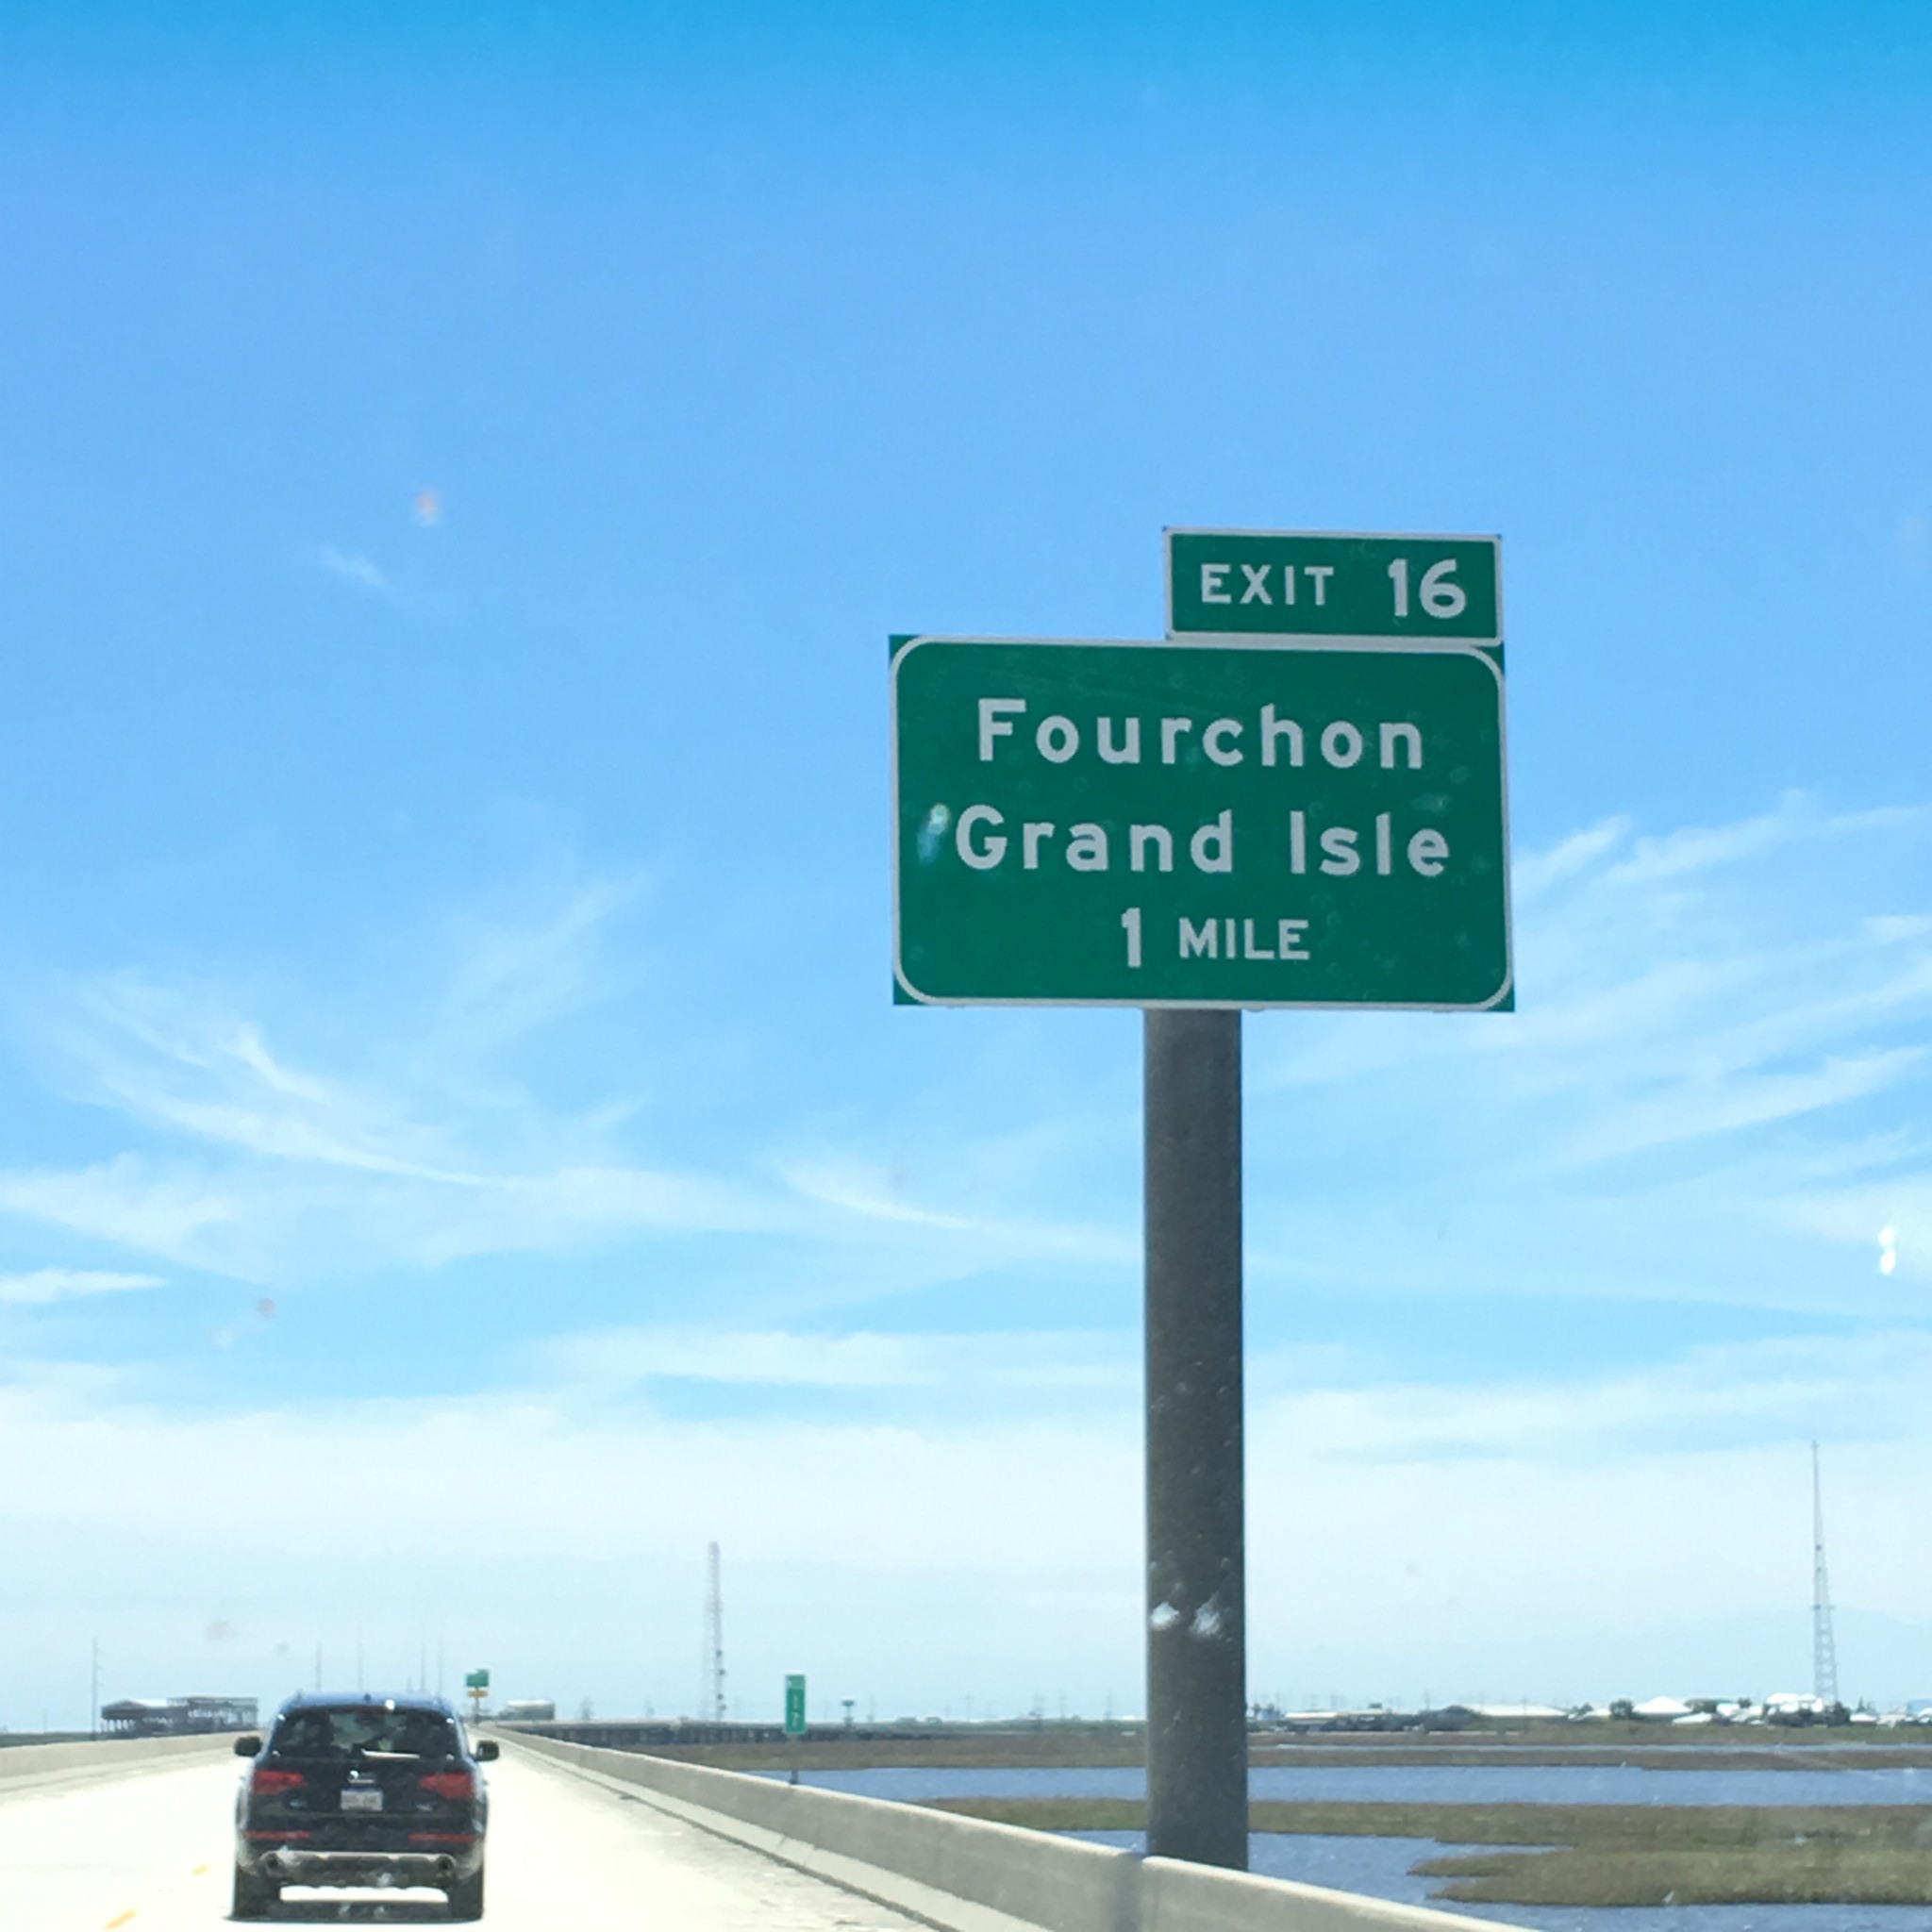 EXIT 16
Fourchon
Grand Isle
1 MILE